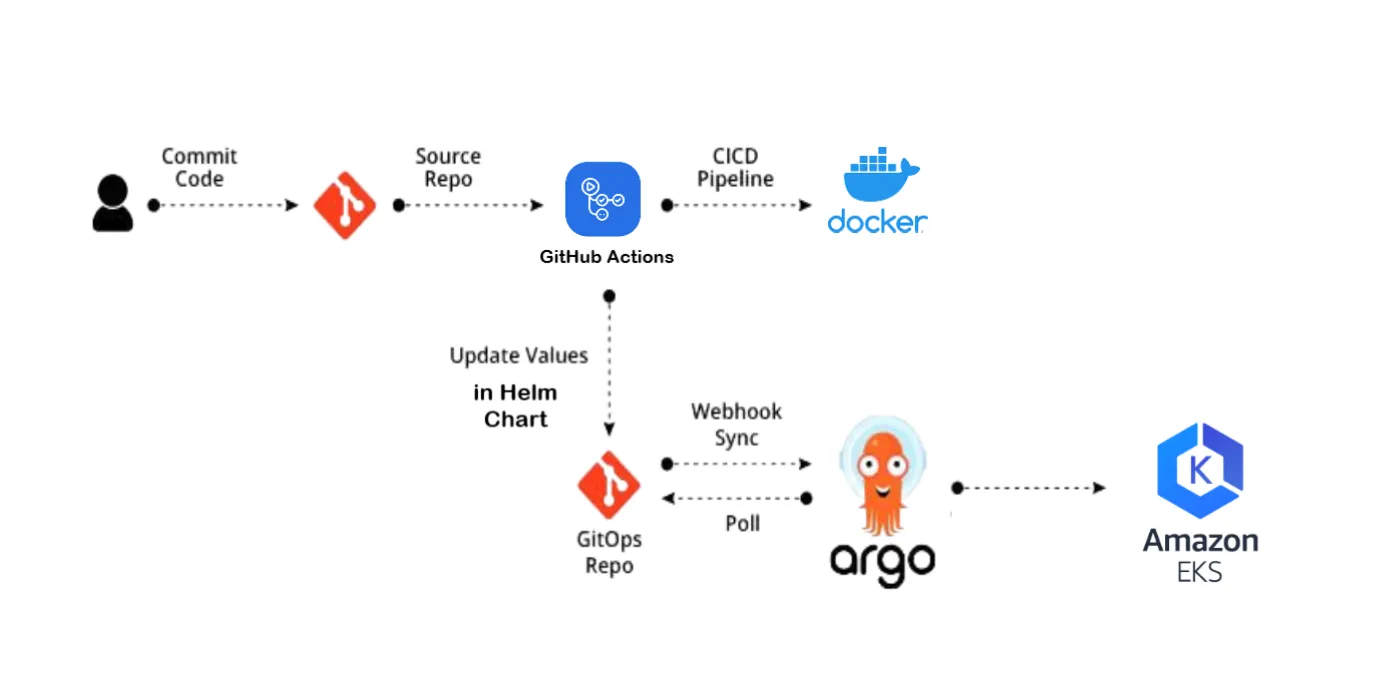 Commit
Code
Source
Repo
CICD
Pipeline
docker
GitHub Actions
Update Values
in Helm
Chart
Webhook
Sync
Poll
GitOps
Repo
argo
K
Amazon
EKS